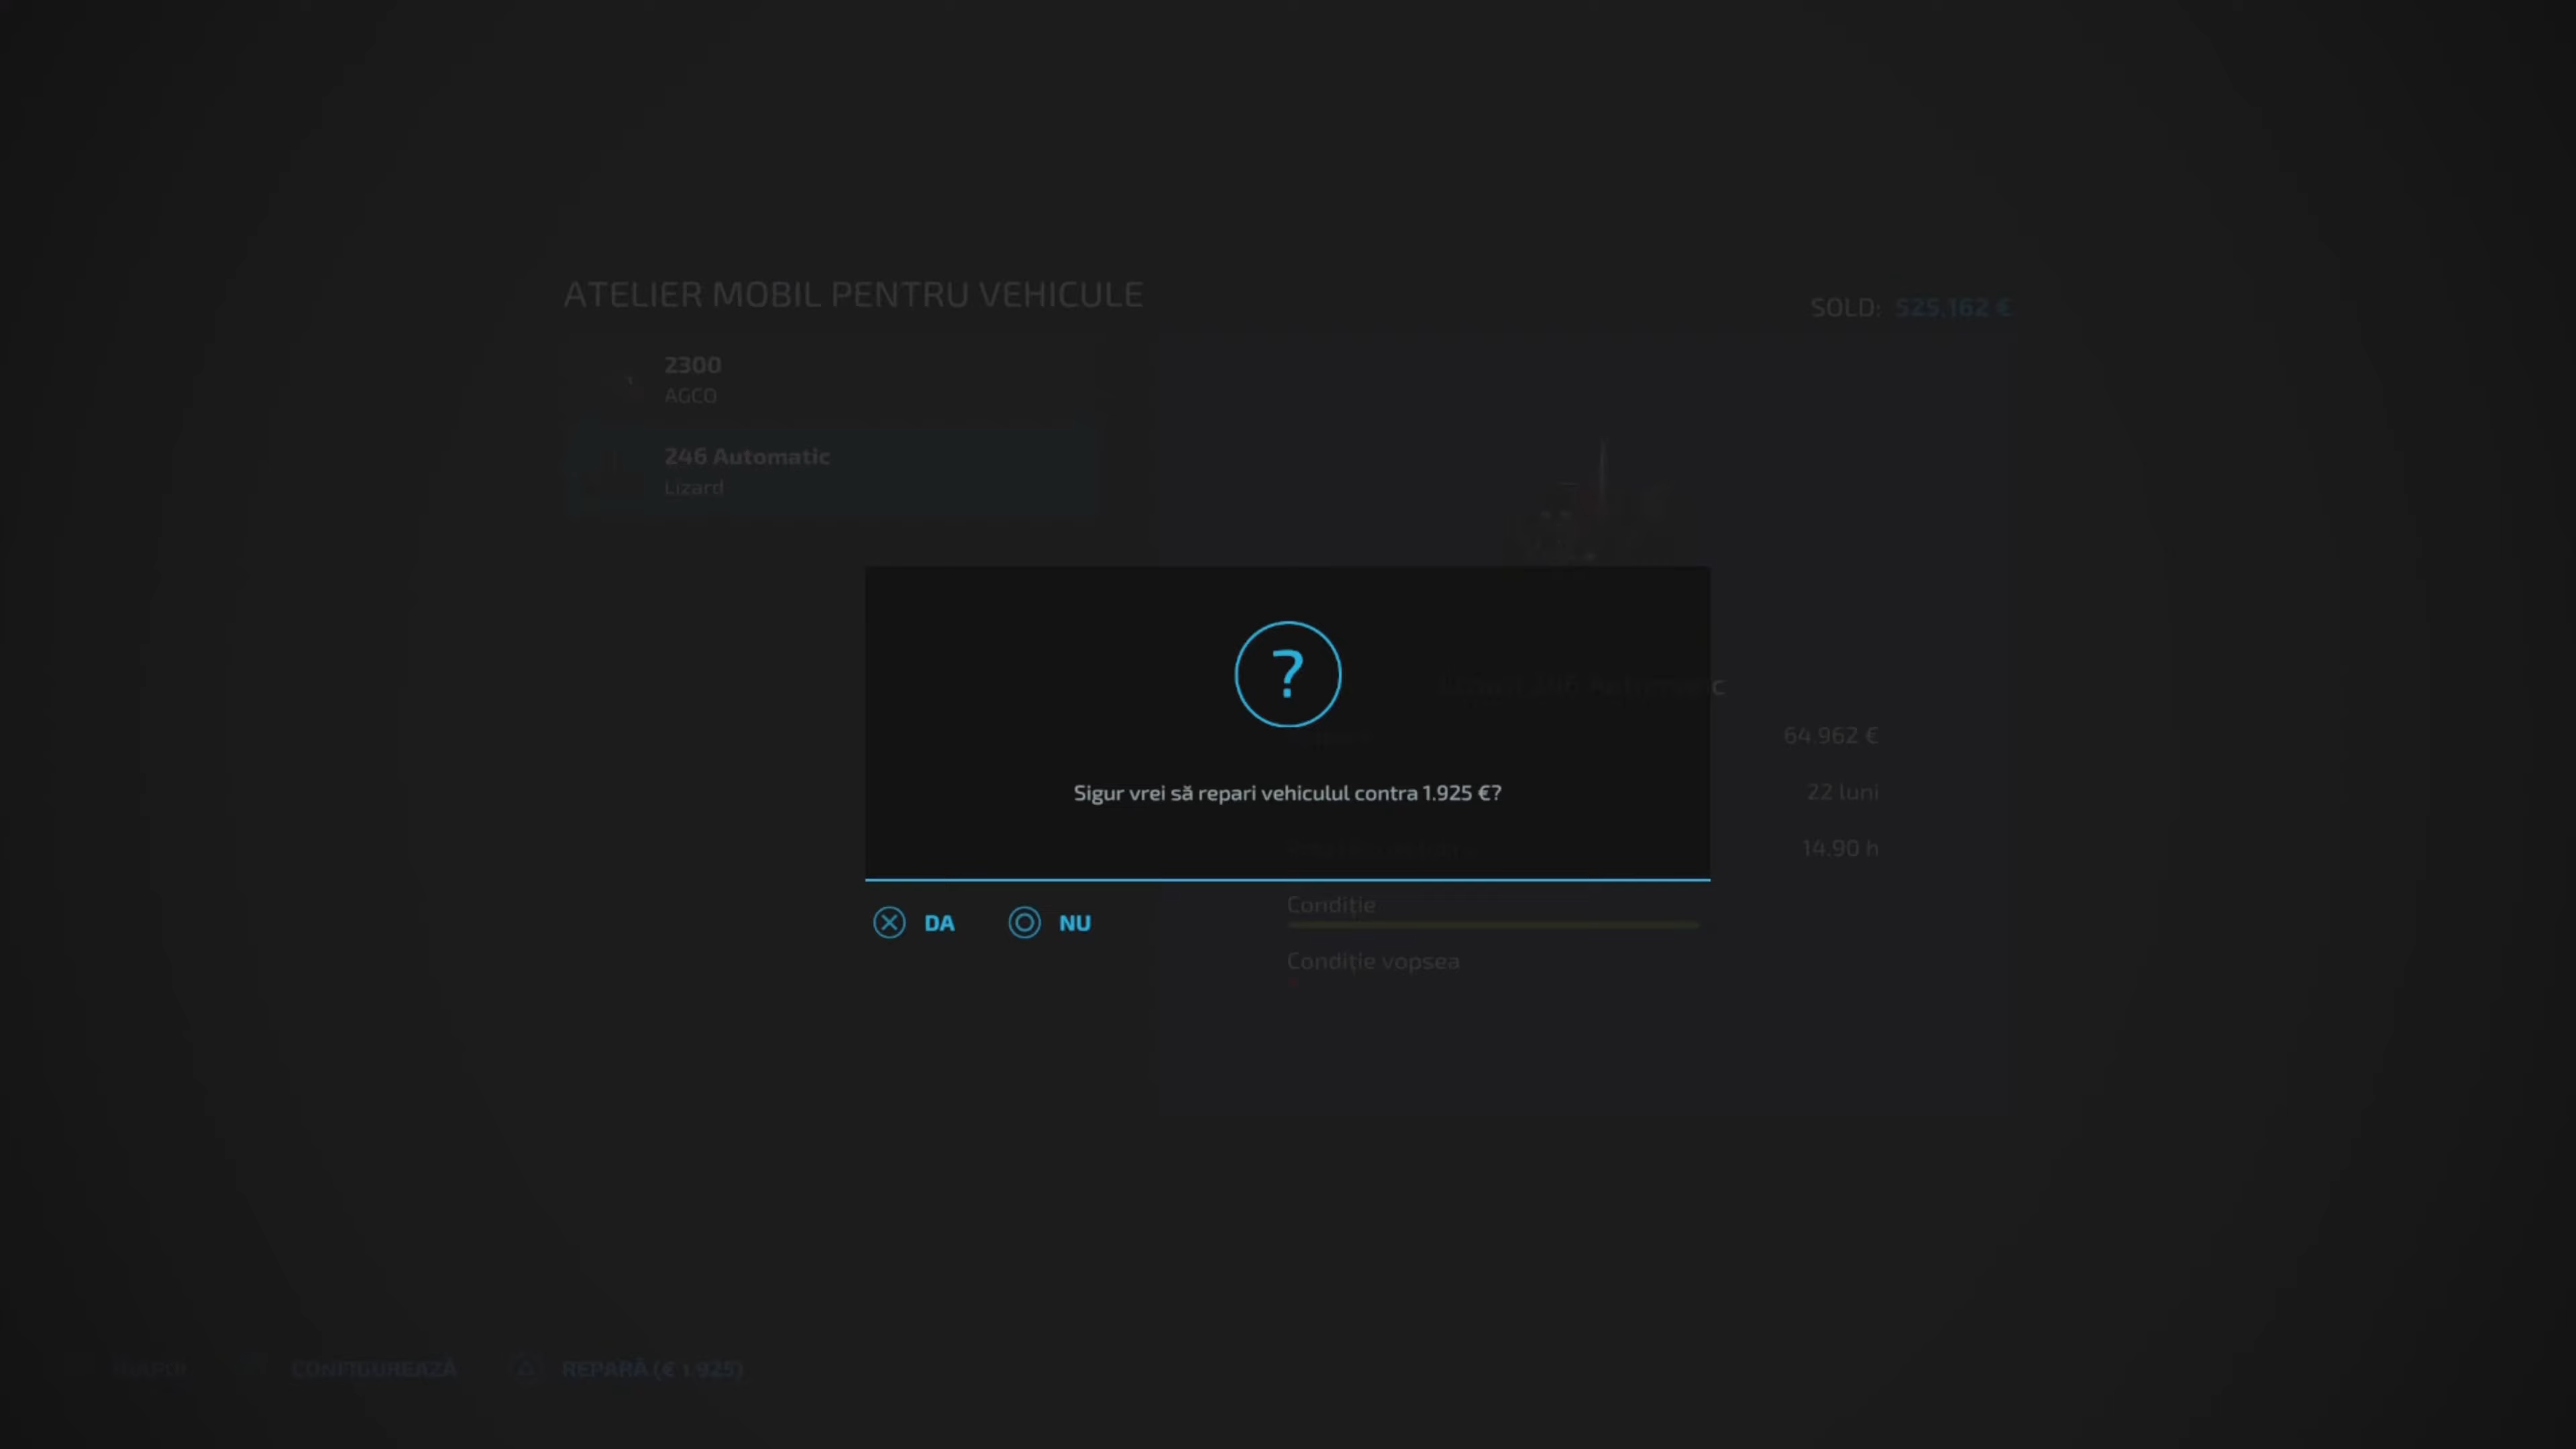 ATELIER MOBIL PENTRU VEHICULE
SOLD: 525.162 €
2300
AGCO
246 Automatic
Lizard
?
64.962 €
Sigur vrei să repari vehiculul contra 1.925 €?
22 luni
14.90 h
Condiție
DA
NU
Condiție vopsea
CONFIGUREAZĂ
REPARĂ (€ 1.925)